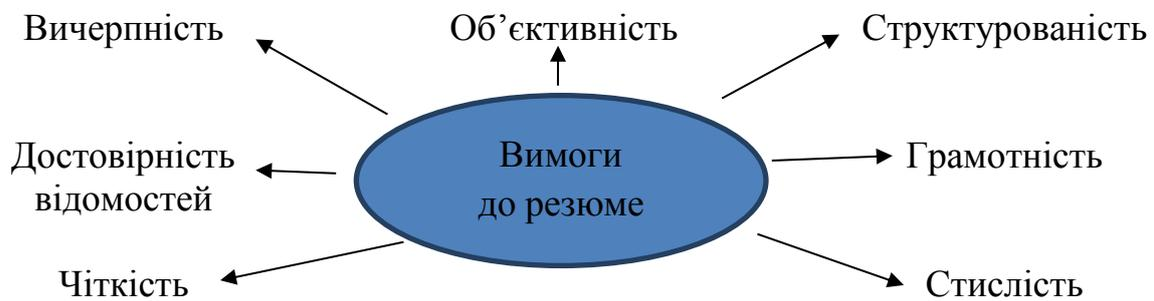 Вичерпність
Об’єктивність
Структурованість
Достовірність
відомостей
Вимоги
до резюме
Грамотність
Чіткість
Стислість